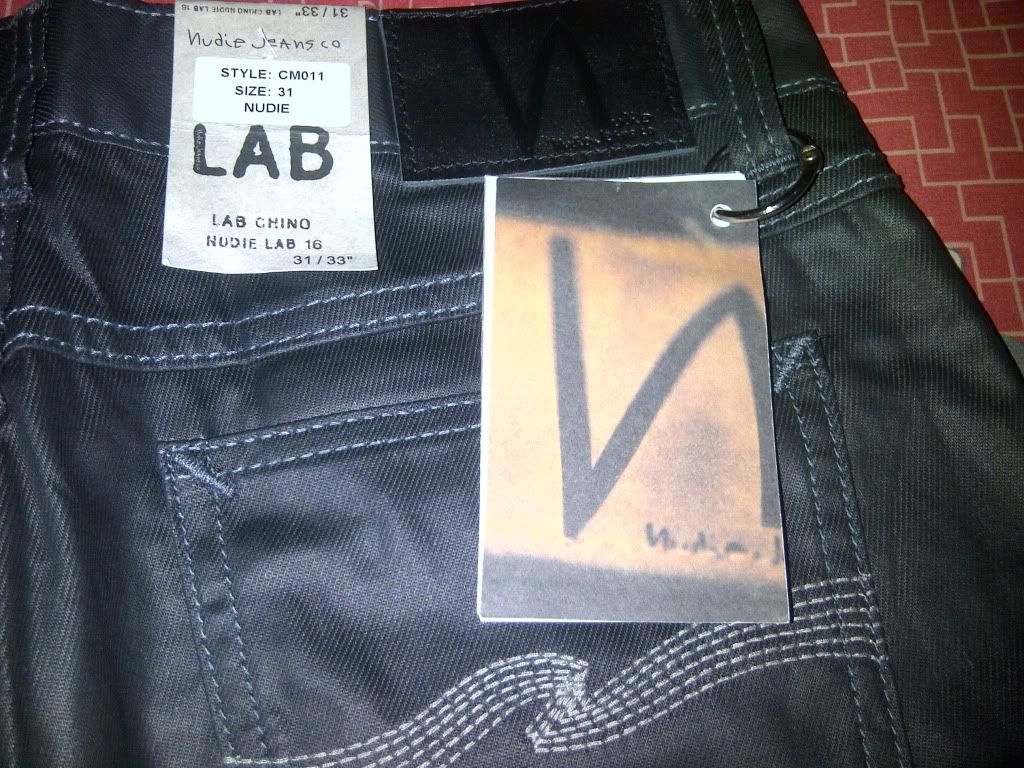 LAB CHINO NUDIE LAB 16 31/33"
Nudie Jeans co
STYLE: CM011
SIZE: 31
NUDIE
LAB
LAB CHINO
NUDIE LAB 16
31/33"